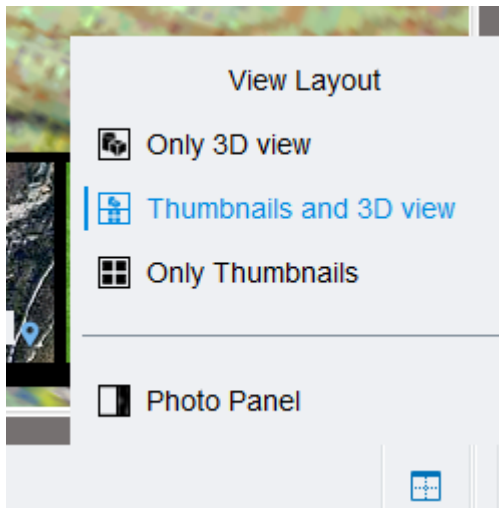 View Layout
Only 3D view
Thumbnails and 3D view
Only Thumbnails
Photo Panel